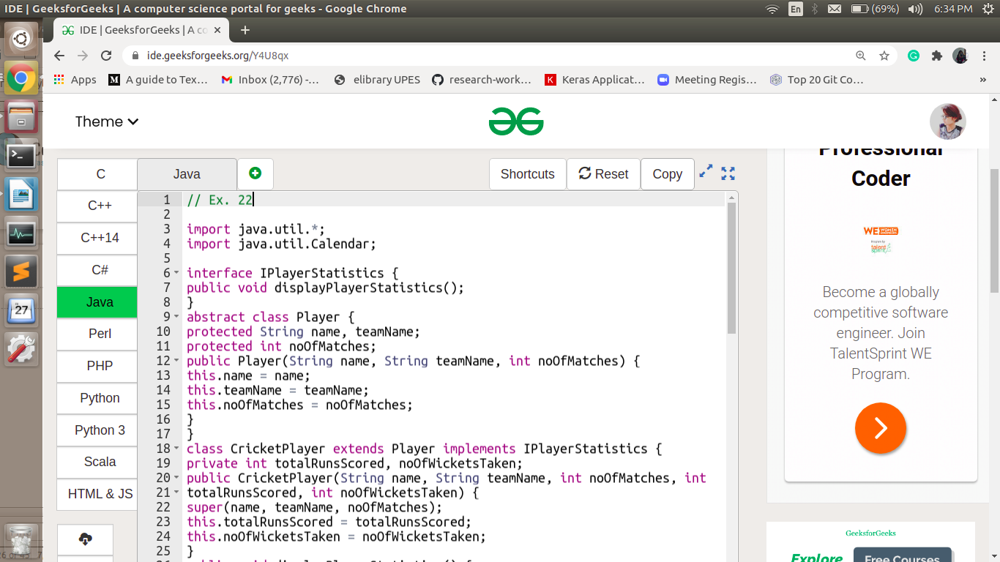 IDE | GeeksforGeeks | A computer science portal for geeks - Google Chrome
En
(69%)
6:34 PM
IDE | GeeksforGeeks | A co
ide.geeksforgeeks.org/Y4U8qx
Apps
M A guide to Tex…
Inbox (2,776) -…
elibrary UPES
research-work…
K Keras Applicat…
Meeting Regis…
Top 20 Git Co…
»
Theme
C
Java
Shortcuts
Reset
Copy
C++
C++14
C#
Java
Perl
PHP
Python
Python 3
Scala
HTML & JS
27
1 // Ex. 22
2
3 import java.util.*;
4 import java.util.Calendar;
5
6 interface IPlayerStatistics {
7 public void displayPlayerStatistics();
8 }
9 abstract class Player {
10 protected String name, teamName;
11 protected int noOfMatches;
12 public Player(String name, String teamName, int noOfMatches) {
13 this.name = name;
14 this.teamName = teamName;
15 this.noOfMatches = noOfMatches;
16 }
17 }
18 class CricketPlayer extends Player implements IPlayerStatistics {
19 private int totalRunsScored, noOfWicketsTaken;
20 public CricketPlayer(String name, String teamName, int noOfMatches, int
21 totalRunsScored, int noOfWicketsTaken) {
22 super(name, teamName, noOfMatches);
23 this.totalRunsScored = totalRunsScored;
24 this.noOfWicketsTaken = noOfWicketsTaken;
25 }
Professional
Coder
WE WOMEN ENGINEERS
Program by
talent
sprint
Become a globally
competitive software
engineer. Join
TalentSprint WE
Program.
GeeksforGeeks
Explore
Free Courses